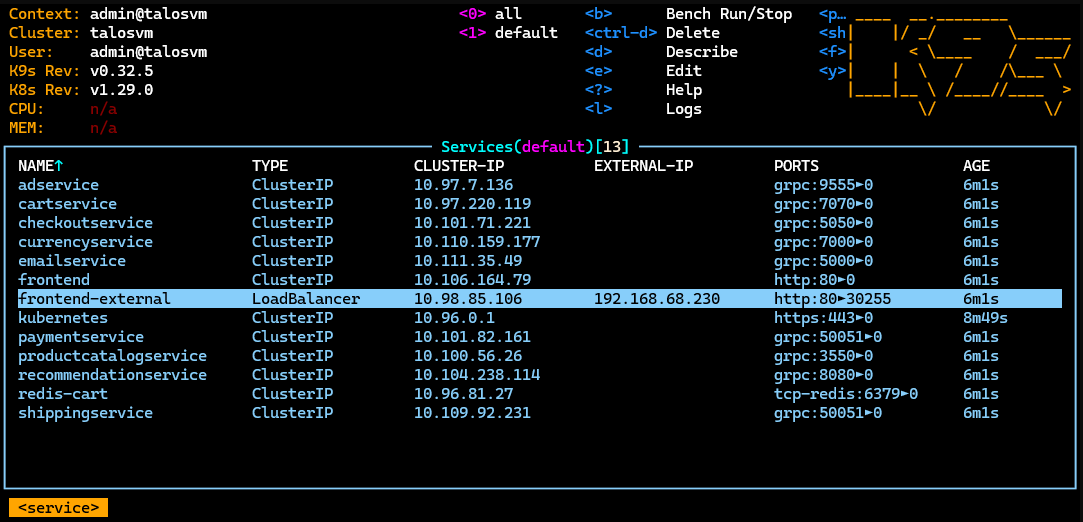 Context: admin@talosvm <0> all <b> Bench Run/Stop <p…
Cluster: talosvm <1> default <ctrl-d> Delete <sh
User: admin@talosvm <d> Describe <f>
K9s Rev: v0.32.5 <e> Edit <y>
K8s Rev: v1.29.0 <?> Help
CPU: n/a <l> Logs
MEM: n/a
Services(default)[13]
NAME↑ TYPE CLUSTER-IP EXTERNAL-IP PORTS AGE
adservice ClusterIP 10.97.7.136 grpc:9555►0 6m1s
cartservice ClusterIP 10.97.220.119 grpc:7070►0 6m1s
checkoutservice ClusterIP 10.101.71.221 grpc:5050►0 6m1s
currencyservice ClusterIP 10.110.159.177 grpc:7000►0 6m1s
emailservice ClusterIP 10.111.35.49 grpc:5000►0 6m1s
frontend ClusterIP 10.106.164.79 http:80►0 6m1s
frontend-external LoadBalancer 10.98.85.106 192.168.68.230 http:80►30255 6m1s
kubernetes ClusterIP 10.96.0.1 https:443►0 8m49s
paymentservice ClusterIP 10.101.82.161 grpc:50051►0 6m1s
productcatalogservice ClusterIP 10.100.56.26 grpc:3550►0 6m1s
recommendationservice ClusterIP 10.104.238.114 grpc:8080►0 6m1s
redis-cart ClusterIP 10.96.81.27 tcp-redis:6379►0 6m1s
shippingservice ClusterIP 10.109.92.231 grpc:50051►0 6m1s
<service>